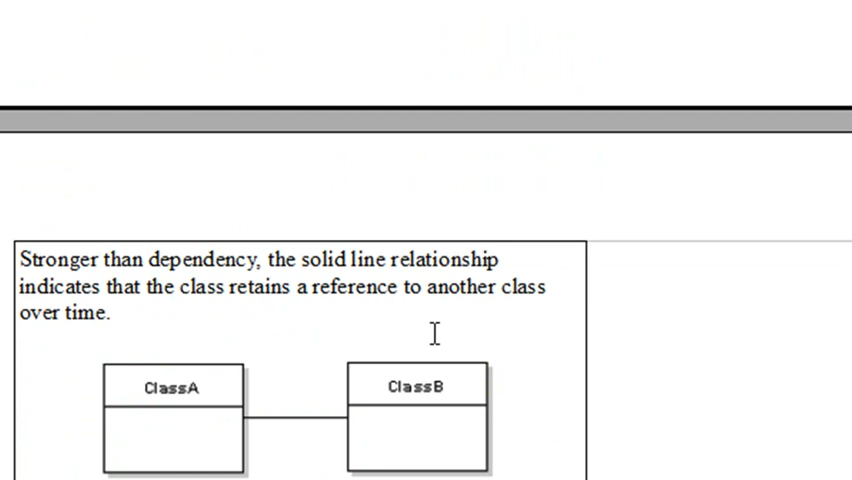 Stronger than dependency, the solid line relationship
indicates that the class retains a reference to another class
over time.
ClassA
ClassB